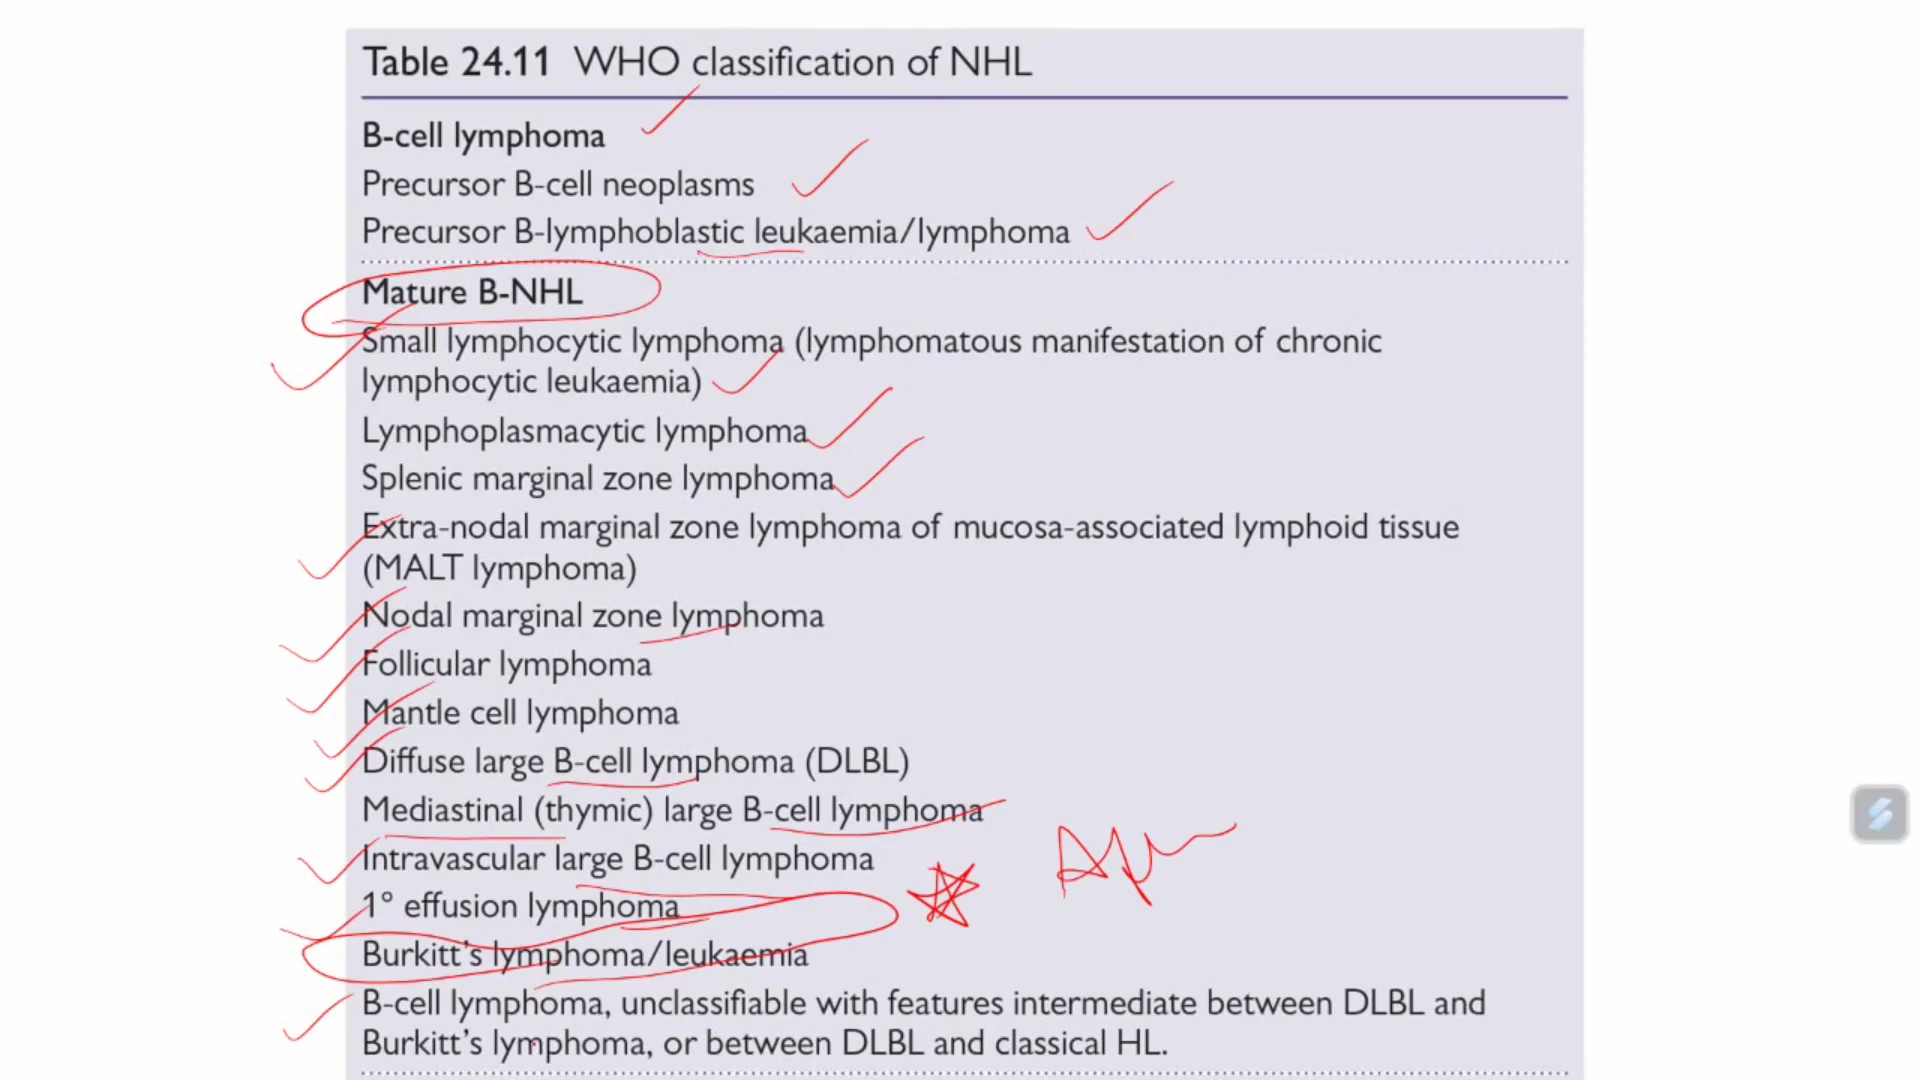 Table 24.11 WHO classification of NHL
B-cell lymphoma
Precursor B-cell neoplasms
Precursor B-lymphoblastic leukaemia/lymphoma
Mature B-NHL
Small lymphocytic lymphoma (lymphomatous manifestation of chronic
lymphocytic leukaemia)
Lymphoplasmacytic lymphoma
Splenic marginal zone lymphoma
Extra-nodal marginal zone lymphoma of mucosa-associated lymphoid tissue
(MALT lymphoma)
Nodal marginal zone lymphoma
Follicular lymphoma
Mantle cell lymphoma
Diffuse large B-cell lymphoma (DLBL)
Mediastinal (thymic) large B-cell lymphoma
Intravascular large B-cell lymphoma
1° effusion lymphoma
Burkitt's lymphoma/leukaemia
B-cell lymphoma, unclassifiable with features intermediate between DLBL and
Burkitt's lymphoma, or between DLBL and classical HL.